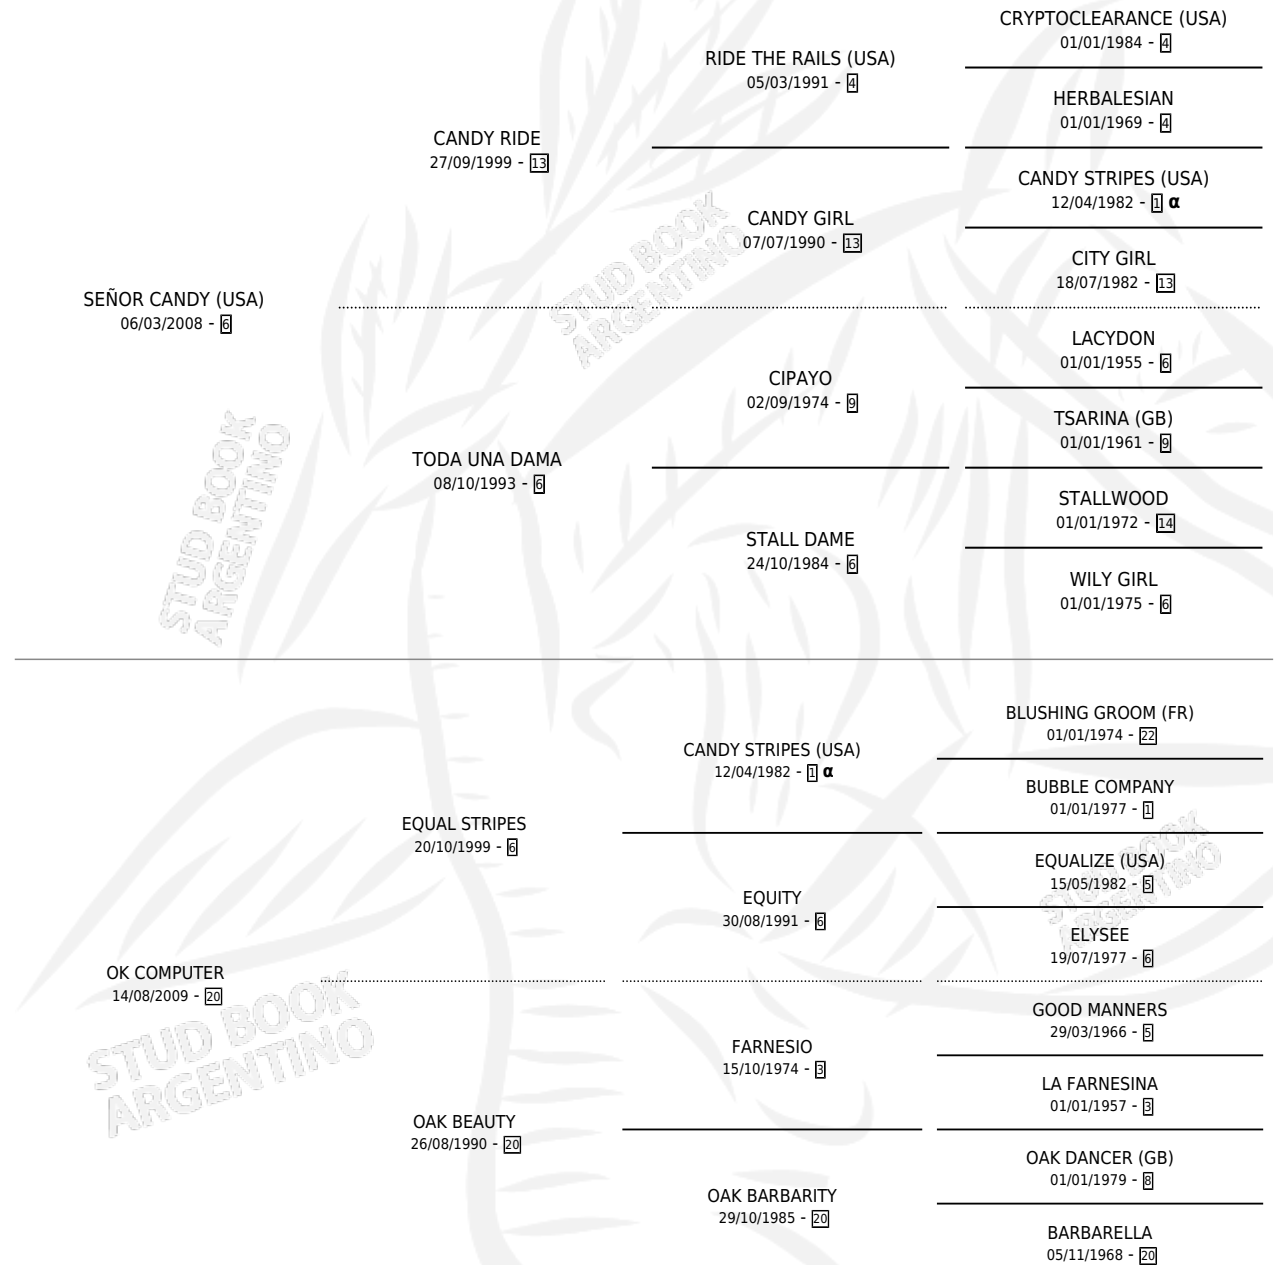 CRYPTOCLEARANCE (USA)
01/01/1984 - 4
RIDE THE RAILS (USA)
05/03/1991 - 4
HERBALESIAN
01/01/1969 - 4
CANDY RIDE
27/09/1999 - 13
CANDY STRIPES (USA)
12/04/1982 - 1 α
CANDY GIRL
07/07/1990 - 13
CITY GIRL
18/07/1982 - 13
SEÑOR CANDY (USA)
06/03/2008 - 6
LACYDON
01/01/1955 - 6
CIPAYO
02/09/1974 - 9
TSARINA (GB)
01/01/1961 - 9
TODA UNA DAMA
08/10/1993 - 6
STALLWOOD
01/01/1972 - 14
STALL DAME
24/10/1984 - 6
WILY GIRL
01/01/1975 - 6
STUD BOOK
ARGENTINO
STUD BOOK
ARGENTINO
BLUSHING GROOM (FR)
01/01/1974 - 22
CANDY STRIPES (USA)
12/04/1982 - 1 α
BUBBLE COMPANY
01/01/1977 - 1
EQUAL STRIPES
20/10/1999 - 6
EQUALIZE (USA)
15/05/1982 - 5
EQUITY
30/08/1991 - 6
ELYSEE
19/07/1977 - 6
OK COMPUTER
14/08/2009 - 20
GOOD MANNERS
29/03/1966 - 5
FARNESIO
15/10/1974 - 3
LA FARNESINA
01/01/1957 - 3
OAK BEAUTY
26/08/1990 - 20
OAK DANCER (GB)
01/01/1979 - 8
OAK BARBARITY
29/10/1985 - 20
BARBARELLA
05/11/1968 - 20
STUD BOOK
ARGENTINO
STUD BOOK
ARGENTINO